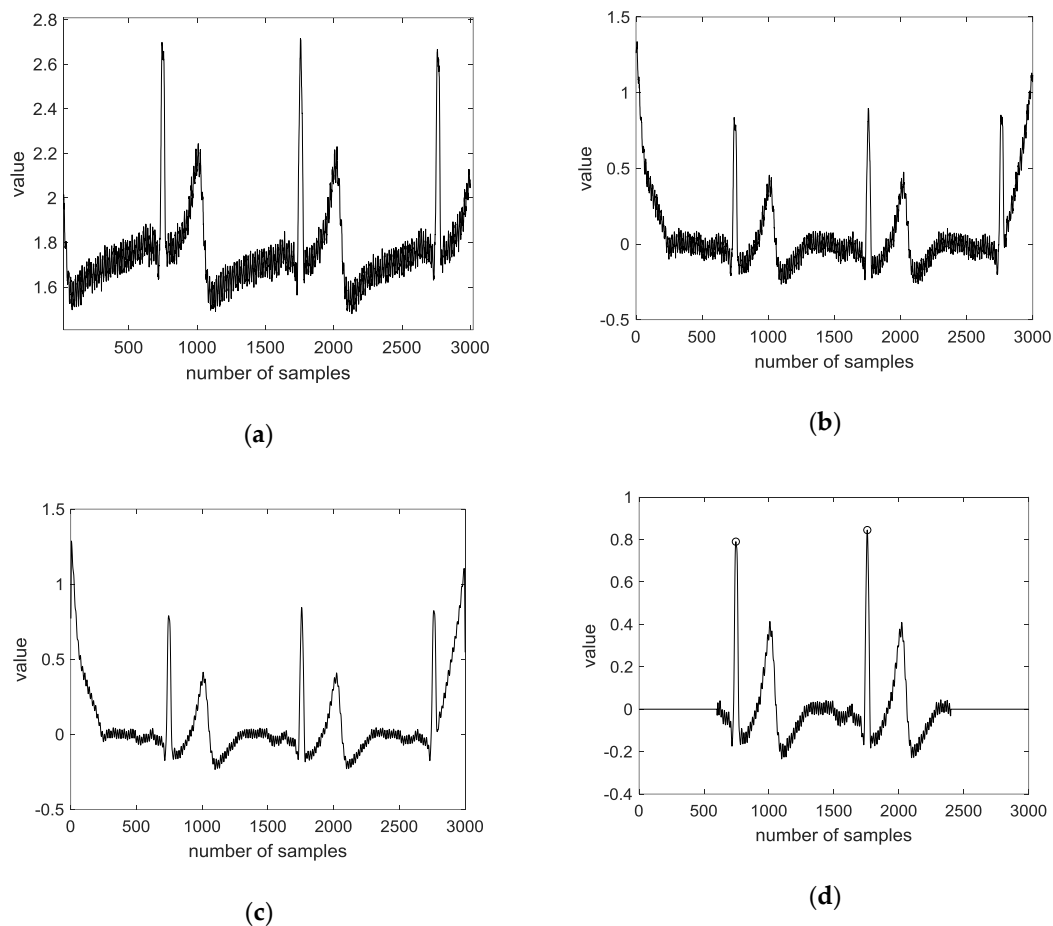 2.8
2.6
2.4
2.2
2
1.8
1.6
value
500 1000 1500 2000 2500 3000
number of samples
(a)
1.5
1
0.5
0
-0.5
value
0 500 1000 1500 2000 2500 3000
number of samples
(b)
1.5
1
0.5
0
-0.5
value
0 500 1000 1500 2000 2500 3000
number of samples
(c)
1
0.8
0.6
0.4
0.2
0
-0.2
-0.4
value
0 500 1000 1500 2000 2500 3000
number of samples
(d)